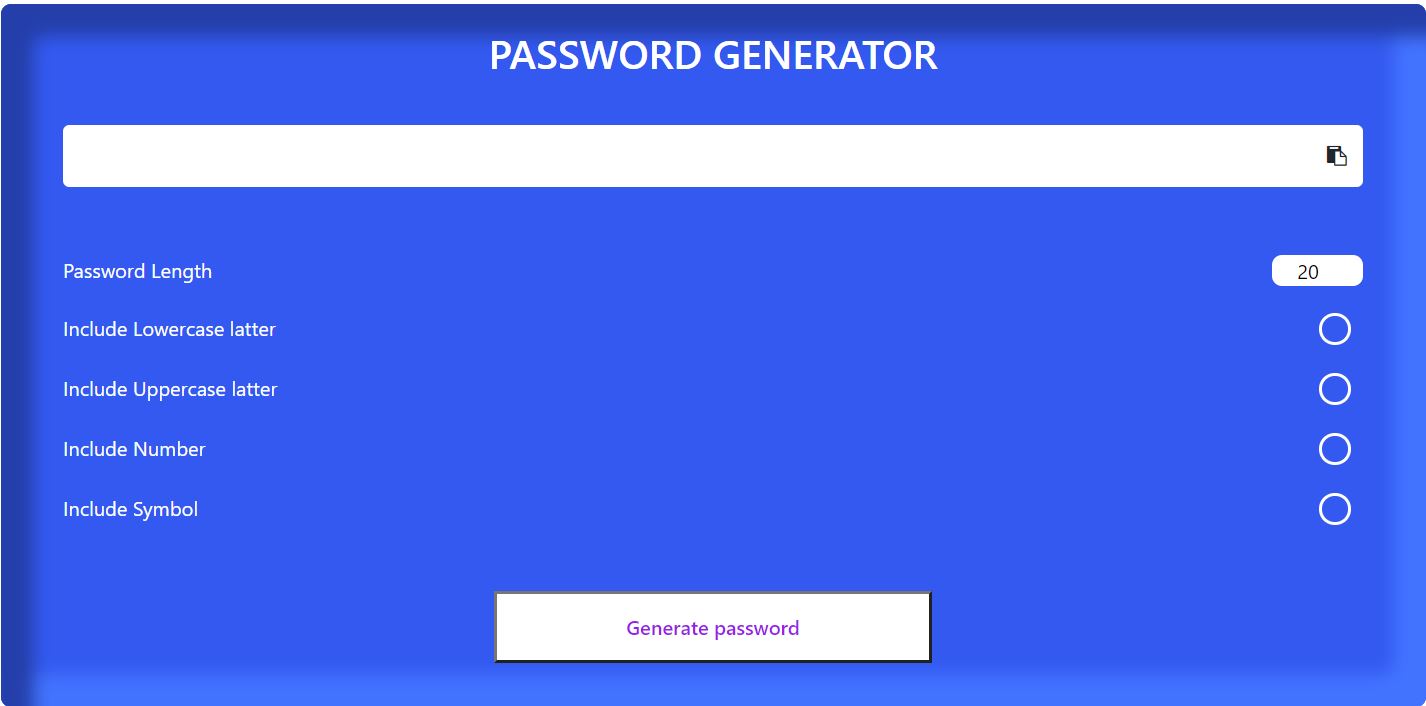 PASSWORD GENERATOR
Password Length 20
Include Lowercase latter
Include Uppercase latter
Include Number
Include Symbol
Generate password